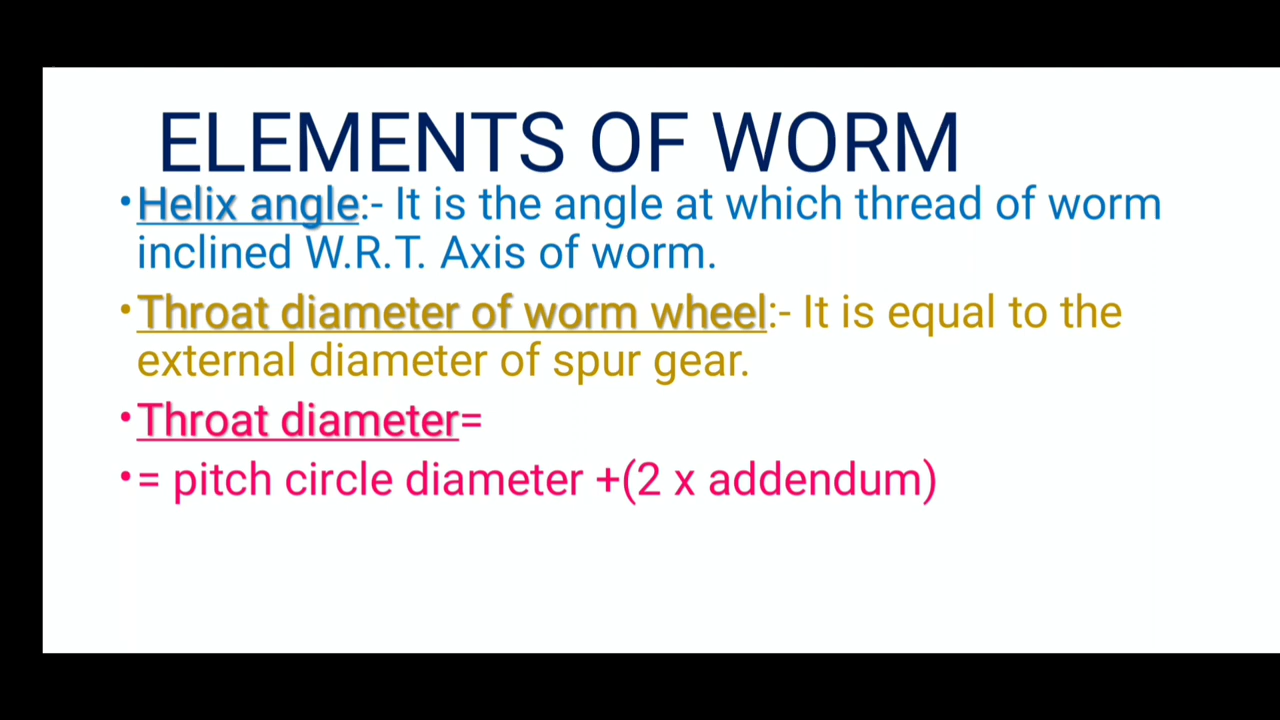 ELEMENTS OF WORM
•Helix angle:- It is the angle at which thread of worm
inclined W.R.T. Axis of worm.
•Throat diameter of worm wheel:- It is equal to the
external diameter of spur gear.
•Throat diameter=
•= pitch circle diameter +(2 x addendum)